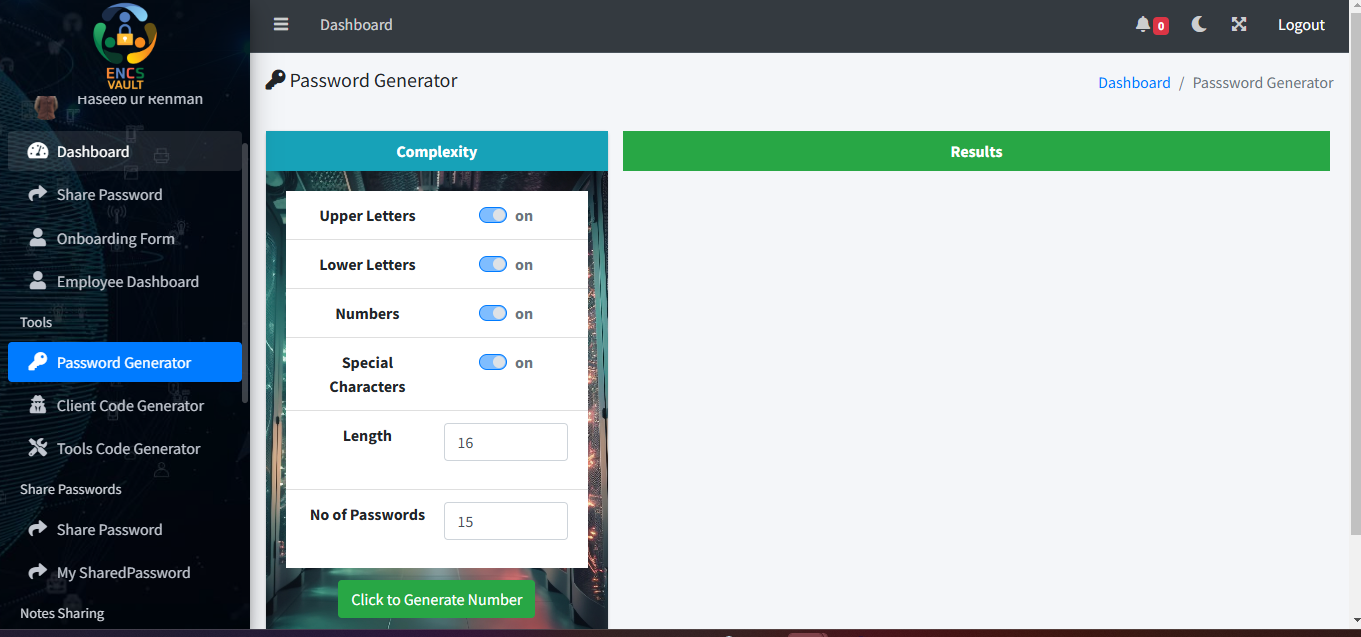 ENCS
VAULT
Haseeb ur Rehman
Dashboard
Share Password
Onboarding Form
Employee Dashboard
Tools
Password Generator
Client Code Generator
Tools Code Generator
Share Passwords
Share Password
My SharedPassword
Notes Sharing
Dashboard
0
Logout
Password Generator
Dashboard / Passsword Generator
Complexity
Upper Letters on
Lower Letters on
Numbers on
Special on
Characters
Length 16
No of Passwords 15
Click to Generate Number
Results